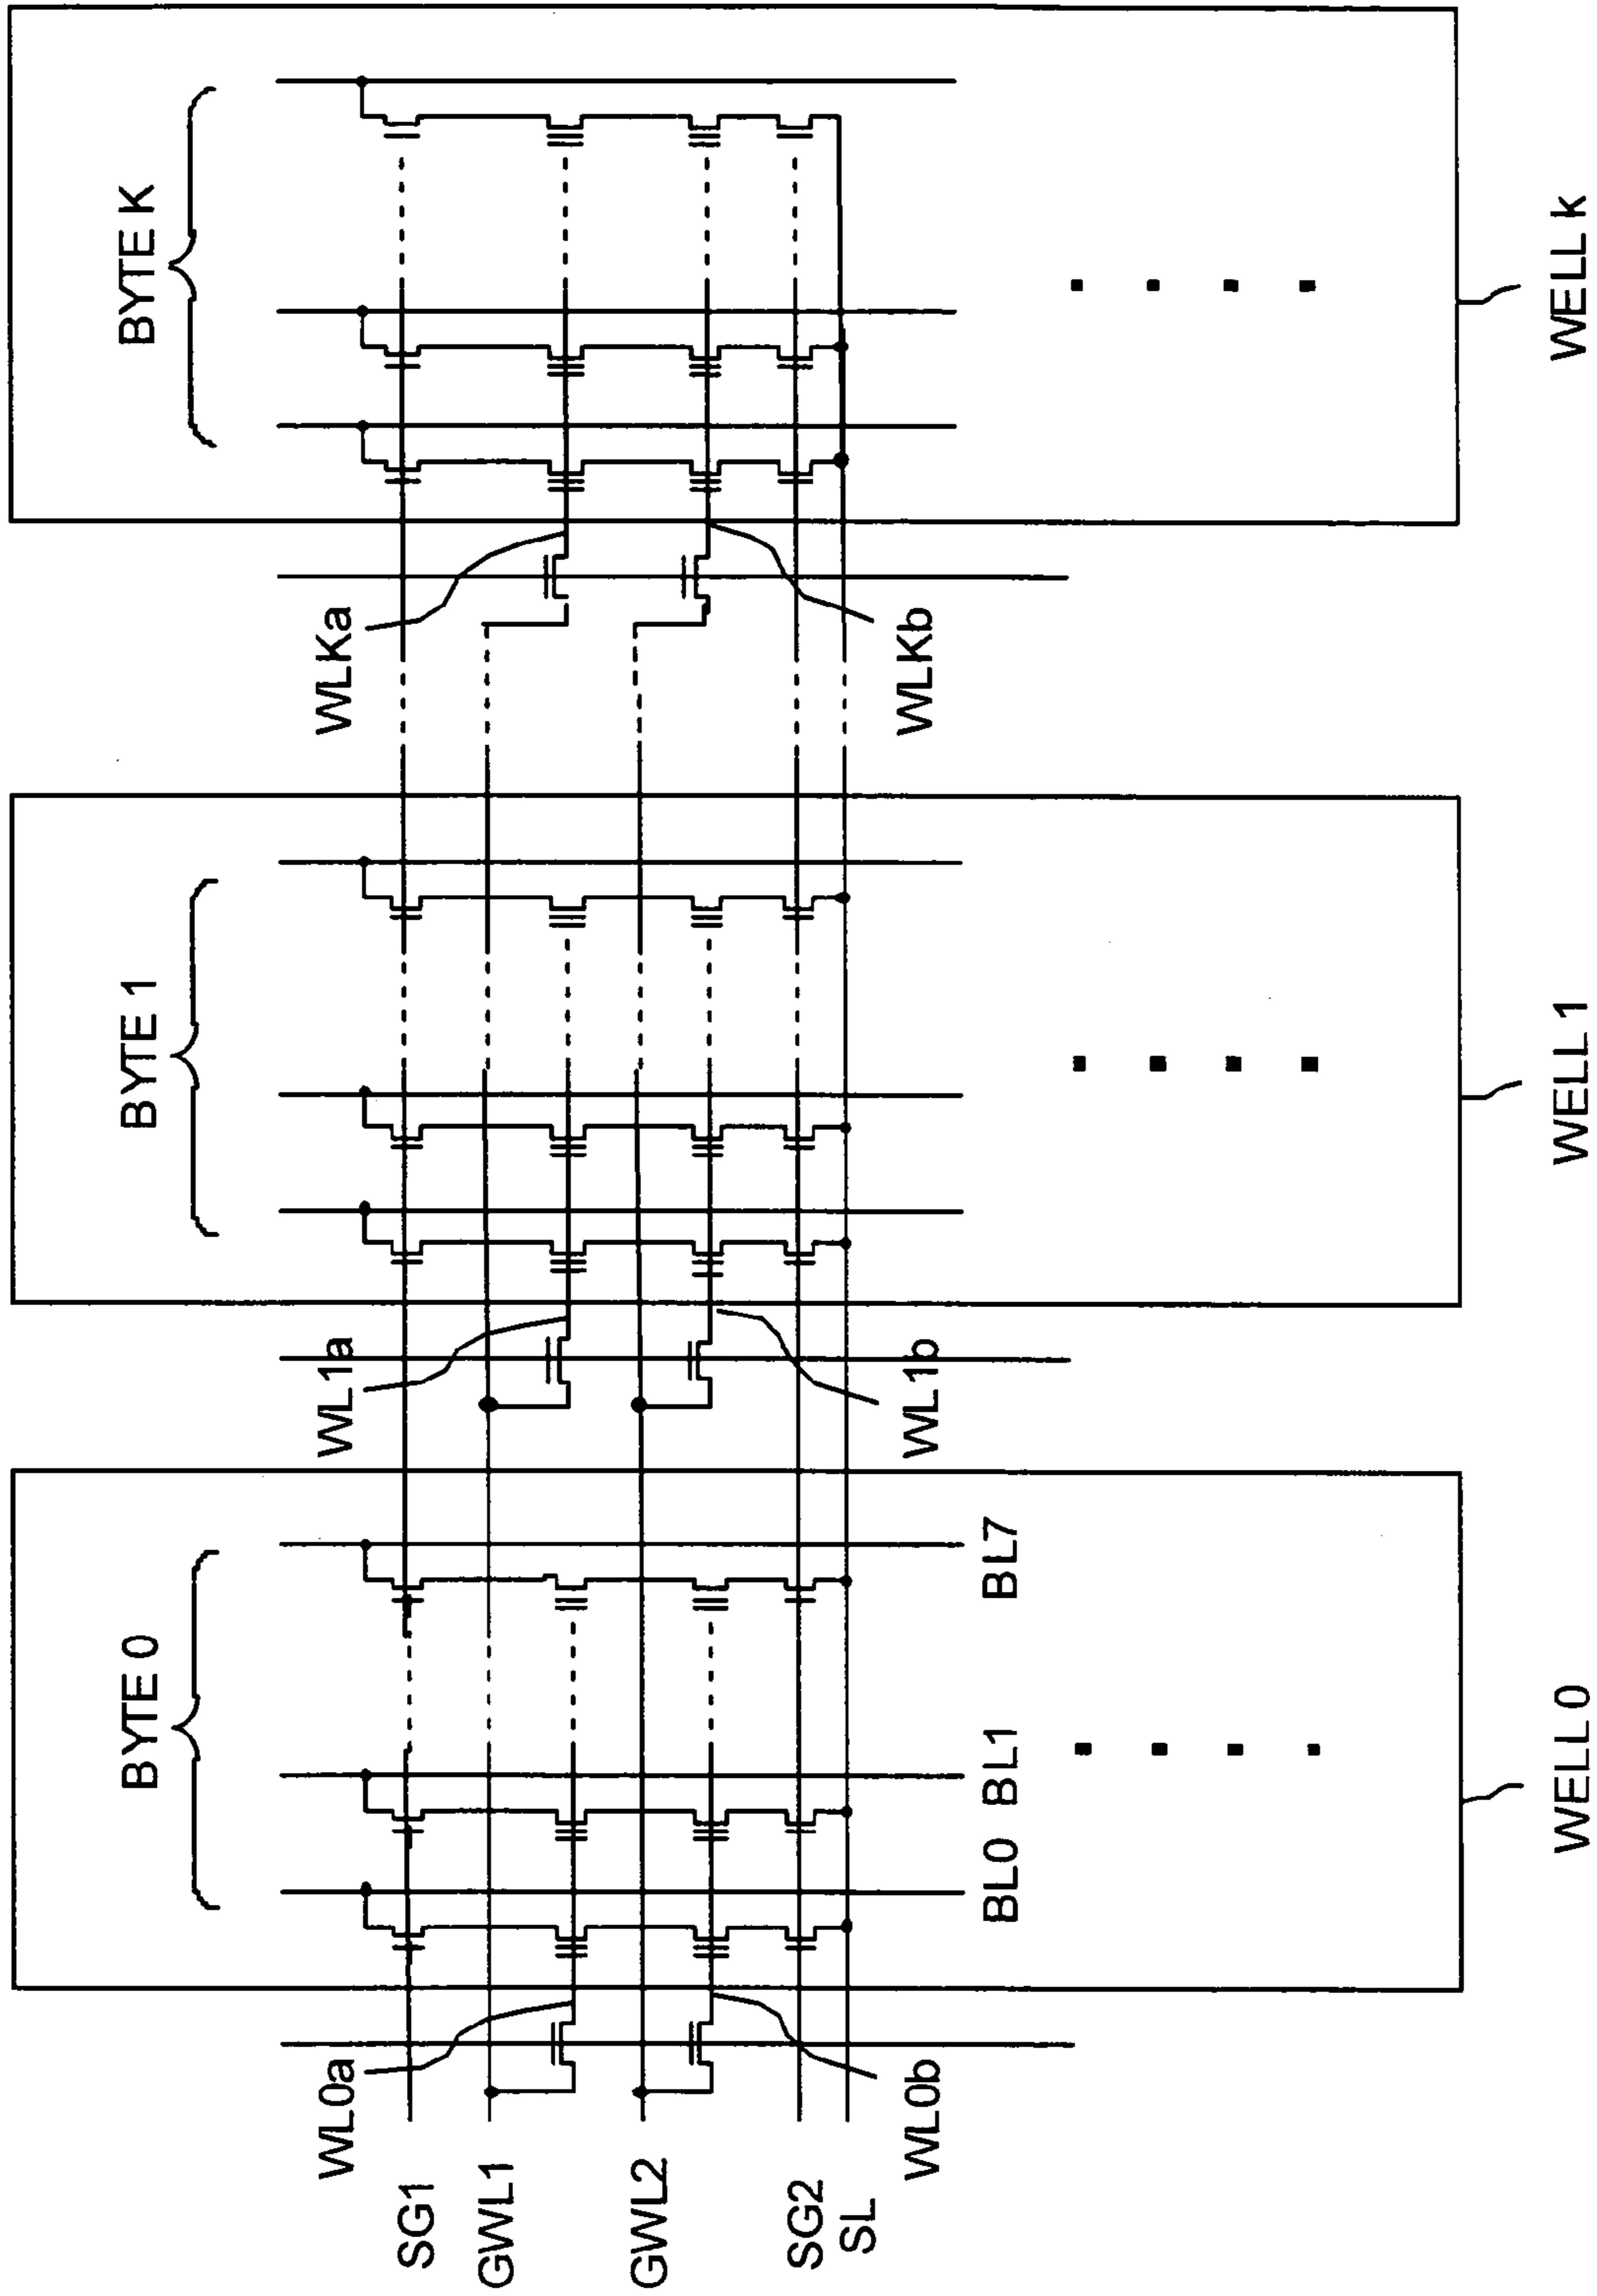 BYTE 0
BYTE 1
BYTE K
WL0a
WL1a
WLKa
SG1
GWL1
GWL2
SG2
SL
WL0b
WL1b
WLKb
BL0
BL1
BL7
WELL 0
WELL 1
WELL k